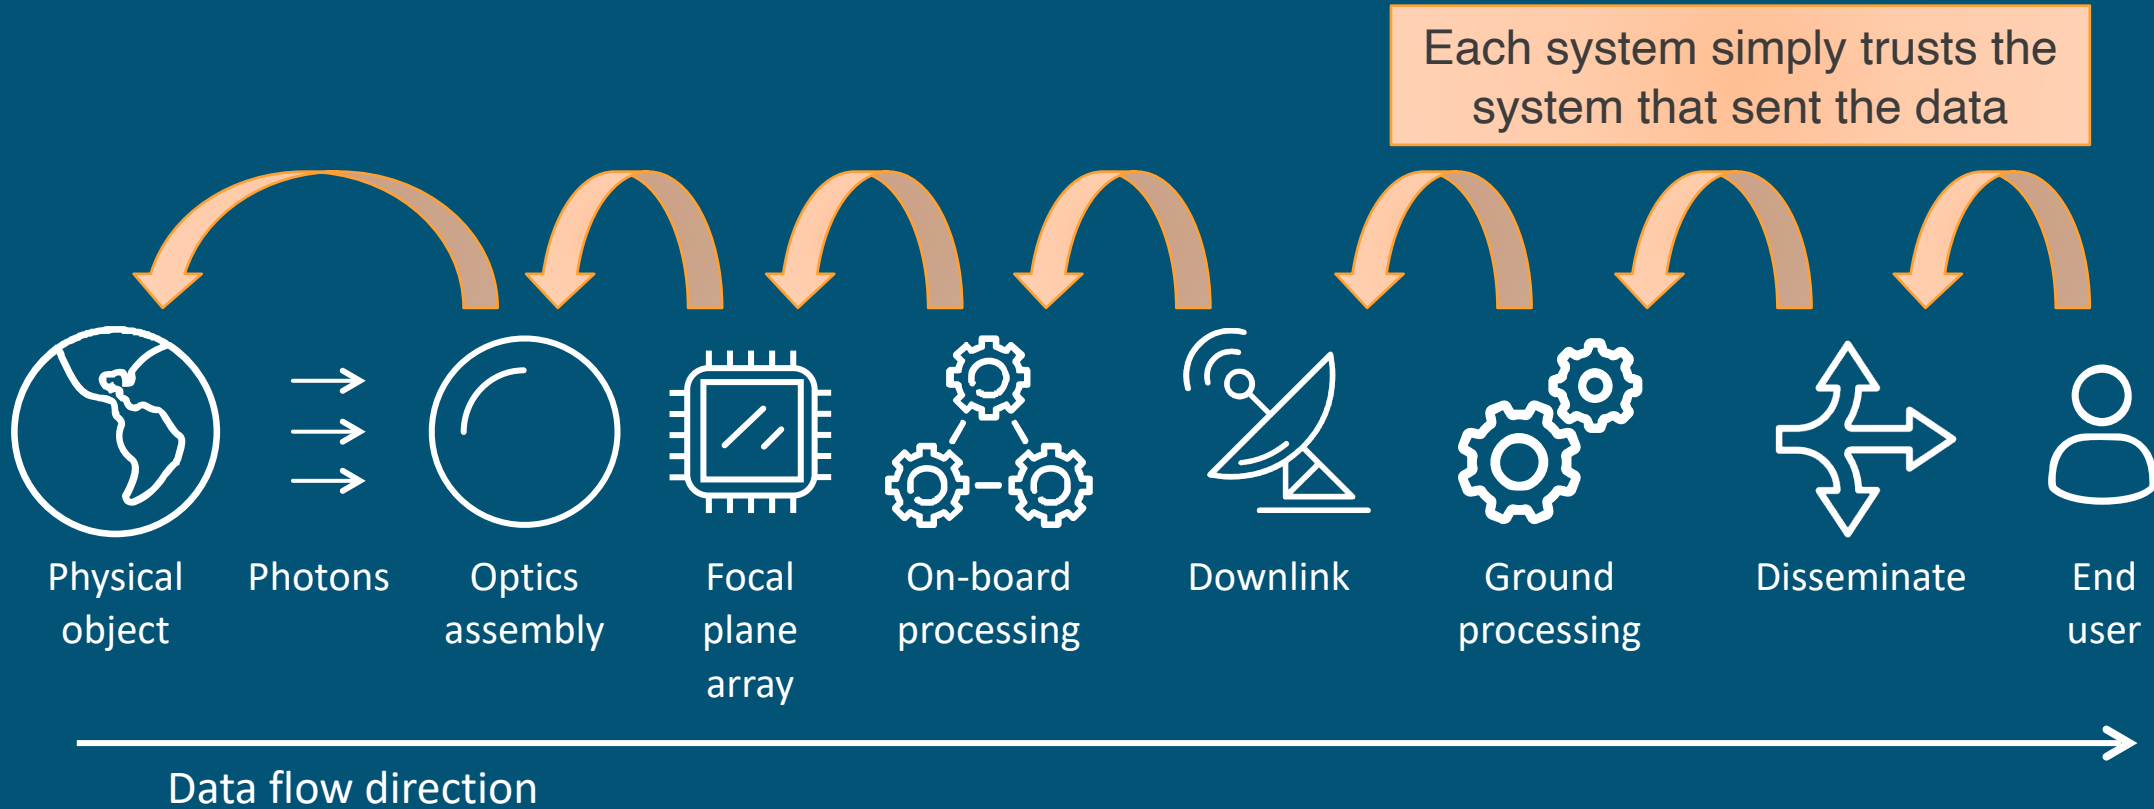 Each system simply trusts the
system that sent the data
Physical
object
Photons
Optics
assembly
Focal
plane
array
On-board
processing
Downlink
Ground
processing
Disseminate
End
user
Data flow direction